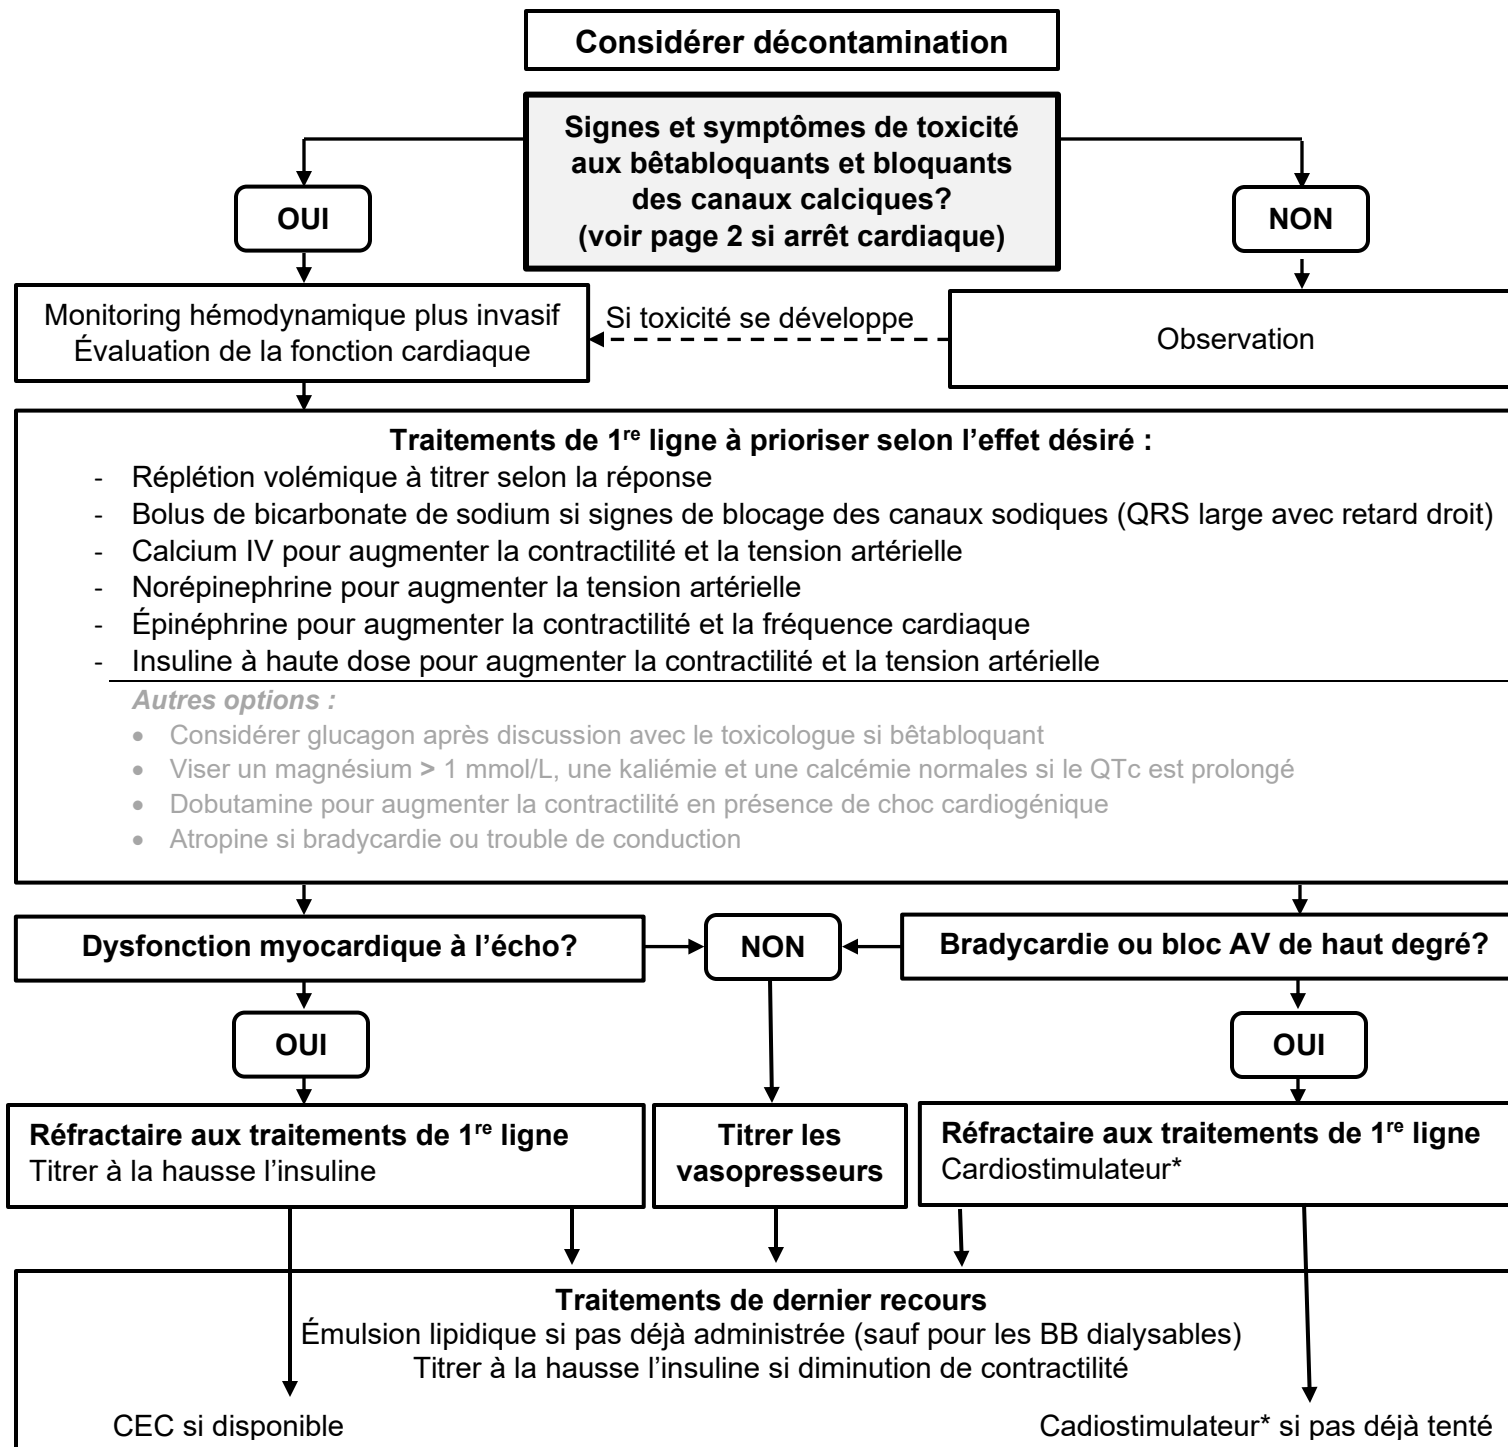 Considérer décontamination
Signes et symptômes de toxicité
aux bêtabloquants et bloquants
des canaux calciques?
(voir page 2 si arrêt cardiaque)
OUI
NON
Monitoring hémodynamique plus invasif
Évaluation de la fonction cardiaque
Si toxicité se développe
Observation
Traitements de 1re ligne à prioriser selon l’effet désiré :
- Réplétion volémique à titrer selon la réponse
- Bolus de bicarbonate de sodium si signes de blocage des canaux sodiques (QRS large avec retard droit)
- Calcium IV pour augmenter la contractilité et la tension artérielle
- Norépinephrine pour augmenter la tension artérielle
- Épinéphrine pour augmenter la contractilité et la fréquence cardiaque
- Insuline à haute dose pour augmenter la contractilité et la tension artérielle
Autres options :
• Considérer glucagon après discussion avec le toxicologue si bêtabloquant
• Viser un magnésium > 1 mmol/L, une kaliémie et une calcémie normales si le QTc est prolongé
• Dobutamine pour augmenter la contractilité en présence de choc cardiogénique
• Atropine si bradycardie ou trouble de conduction
Dysfonction myocardique à l’écho?
NON
Bradycardie ou bloc AV de haut degré?
OUI
OUI
Réfractaire aux traitements de 1re ligne
Titrer à la hausse l’insuline
Titrer les
vasopresseurs
Réfractaire aux traitements de 1re ligne
Cardiostimulateur*
Traitements de dernier recours
Émulsion lipidique si pas déjà administrée (sauf pour les BB dialysables)
Titrer à la hausse l’insuline si diminution de contractilité
CEC si disponible
Cadiostimulateur* si pas déjà tenté